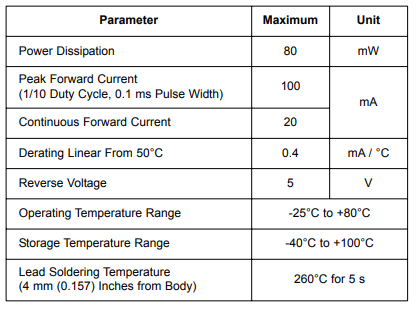 Parameter Maximum Unit
Power Dissipation 80 mW
Peak Forward Current
(1/10 Duty Cycle, 0.1 ms Pulse Width) 100
mA
Continuous Forward Current 20
Derating Linear From 50°C 0.4 mA / °C
Reverse Voltage 5 V
Operating Temperature Range -25°C to +80°C
Storage Temperature Range -40°C to +100°C
Lead Soldering Temperature
(4 mm (0.157) Inches from Body) 260°C for 5 s